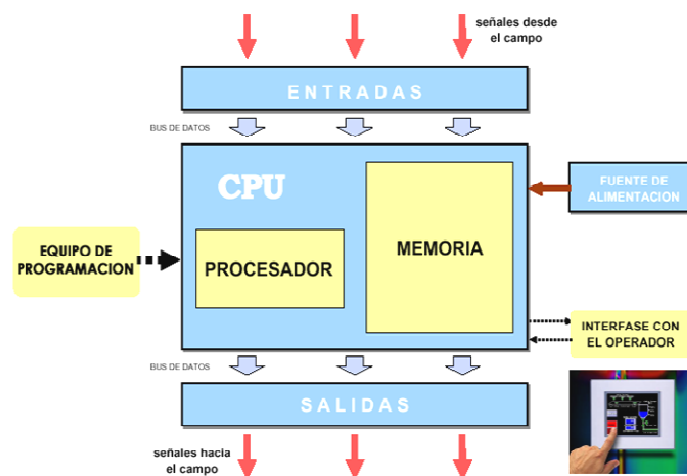 señales desde
el campo
ENTRADAS
BUS DE DATOS
CPU
PROCESADOR
MEMORIA
FUENTE DE
ALIMENTACION
EQUIPO DE
PROGRAMACION
INTERFASE CON
EL OPERADOR
BUS DE DATOS
SALIDAS
señales hacia
el campo